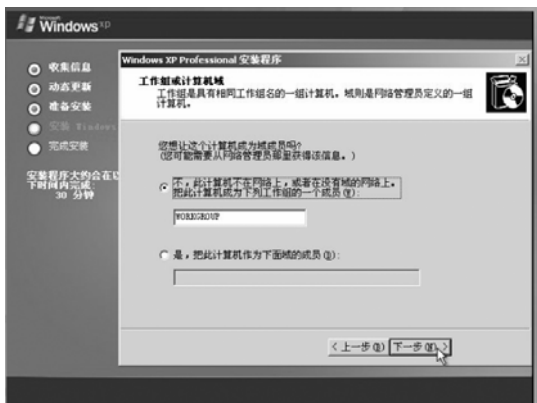 Microsoft
Windows xp
收集信息
动态更新
准备安装
安装 Windows
完成安装
安装程序大约会在以
下时间内完成:
30 分钟
Windows XP Professional 安装程序
工作组或计算机域
工作组是具有相同工作组名的一组计算机。域则是网络管理员定义的一组
计算机。
您想让这个计算机成为域成员吗?
(您可能需要从网络管理员那里获得该信息。)
不，此计算机不在网络上，或者在没有域的网络上。
把此计算机成为下列工作组的一个成员(W):
WORKGROUP
是，把此计算机作为下面域的成员(D):
< 上一步(B)
下一步(N) >